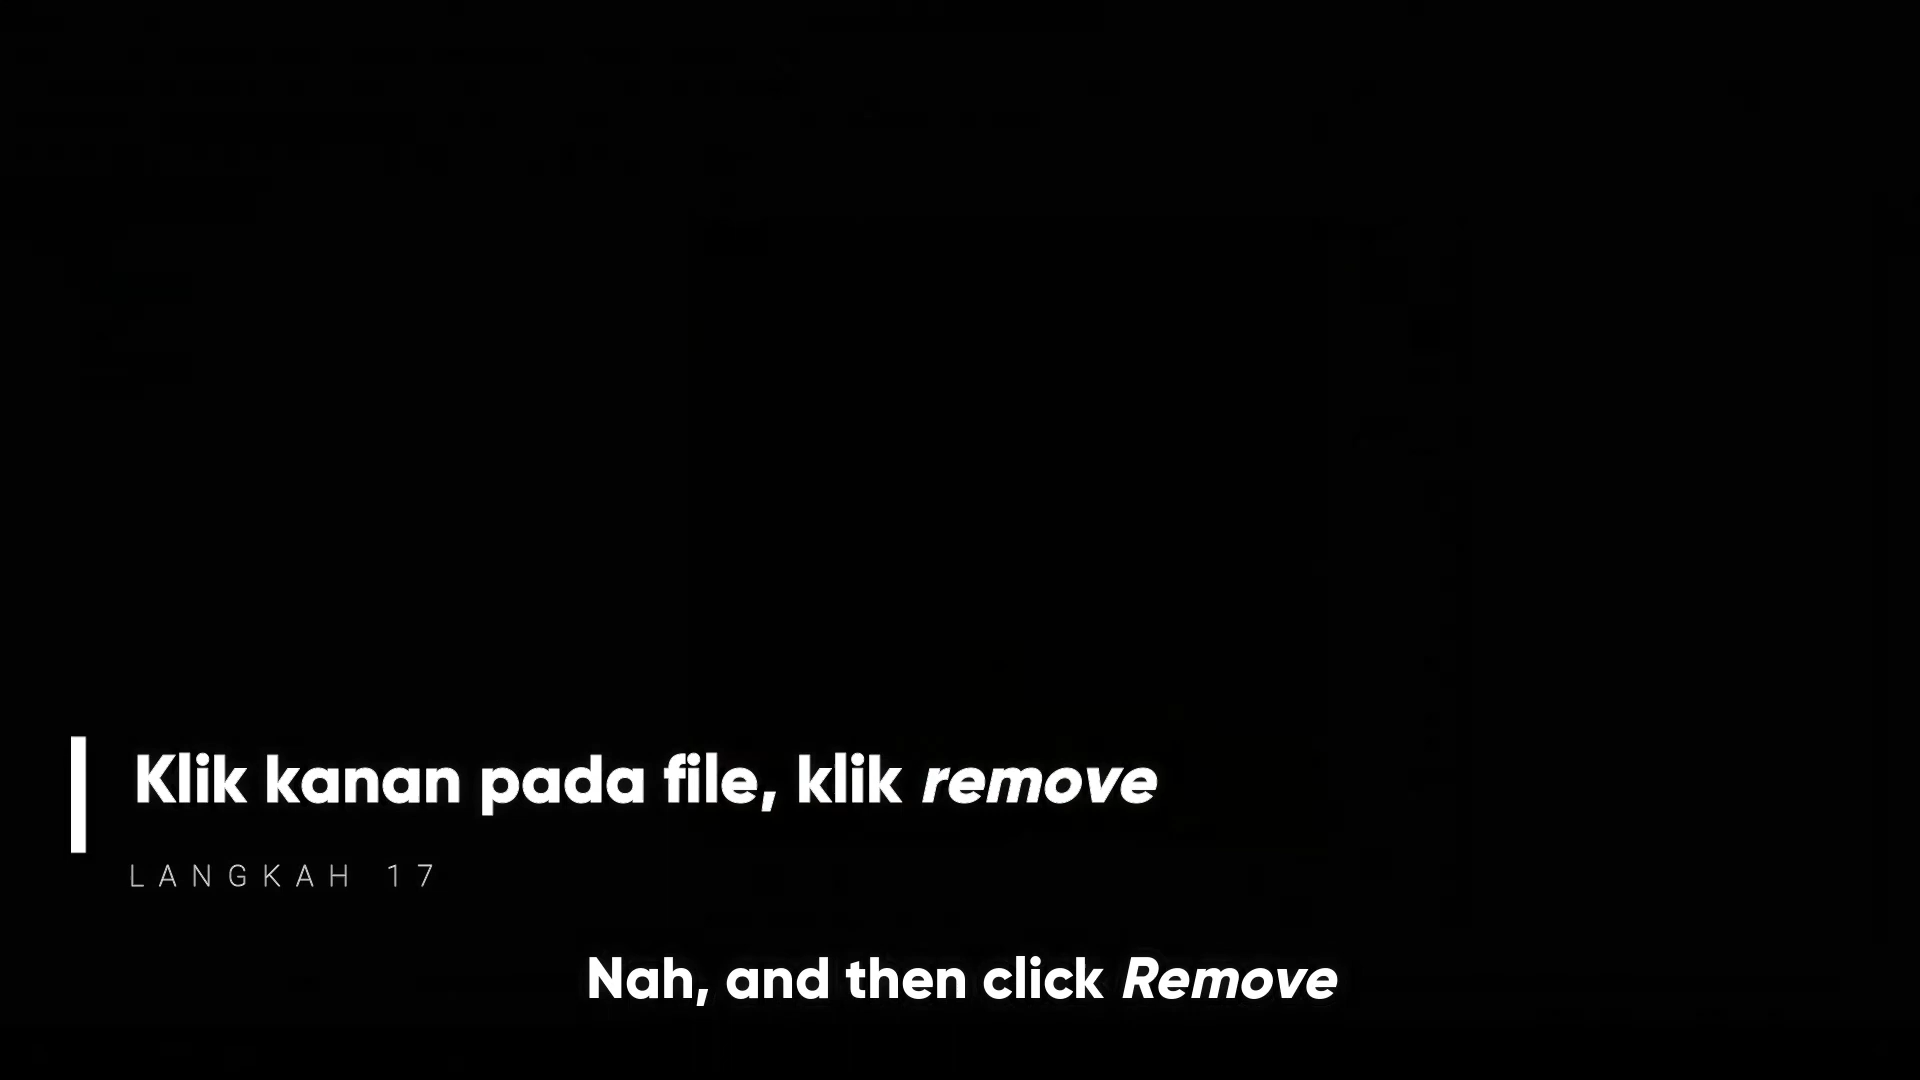 Klik kanan pada file, klik remove
LANGKAH 17
Nah, and then click Remove